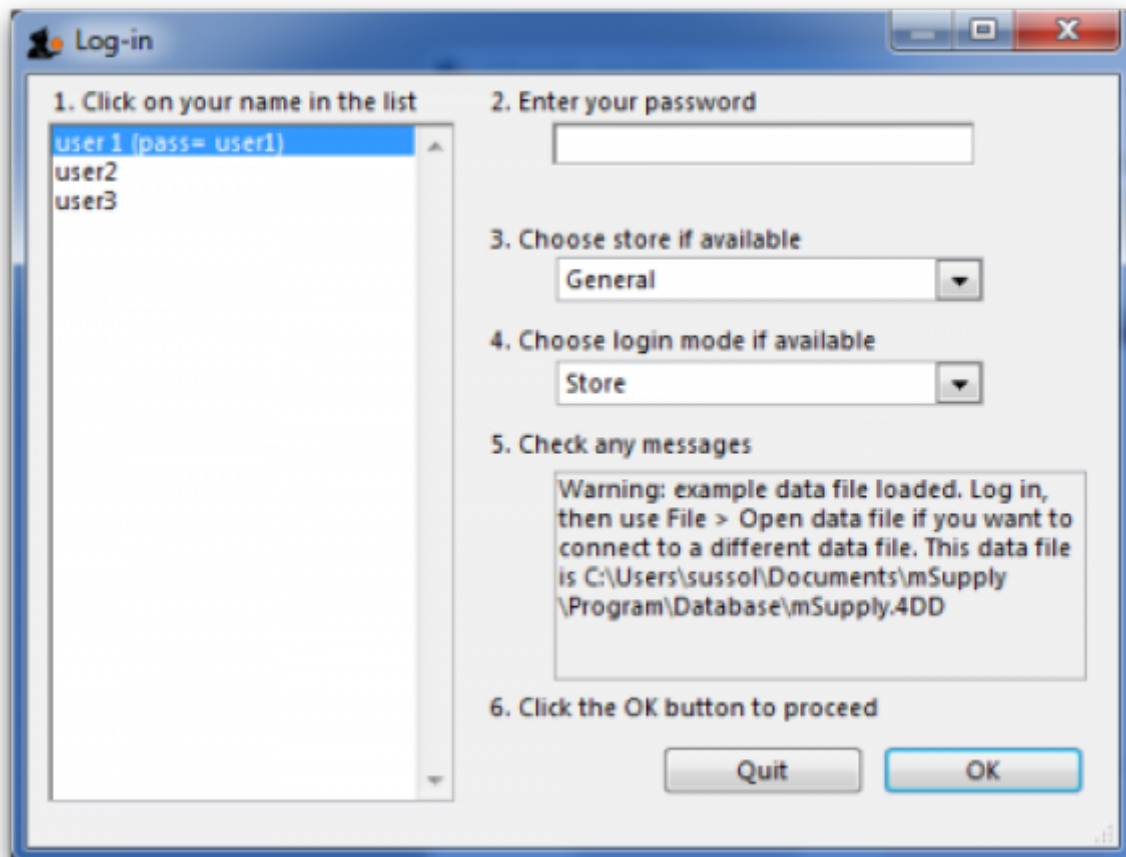 Log-in
1. Click on your name in the list
user 1 (pass= user1)
user2
user3
2. Enter your password
3. Choose store if available
General
4. Choose login mode if available
Store
5. Check any messages
Warning: example data file loaded. Log in,
then use File > Open data file if you want to
connect to a different data file. This data file
is C:\Users\sussol\Documents\mSupply
\Program\Database\mSupply.4DD
6. Click the OK button to proceed
Quit
OK